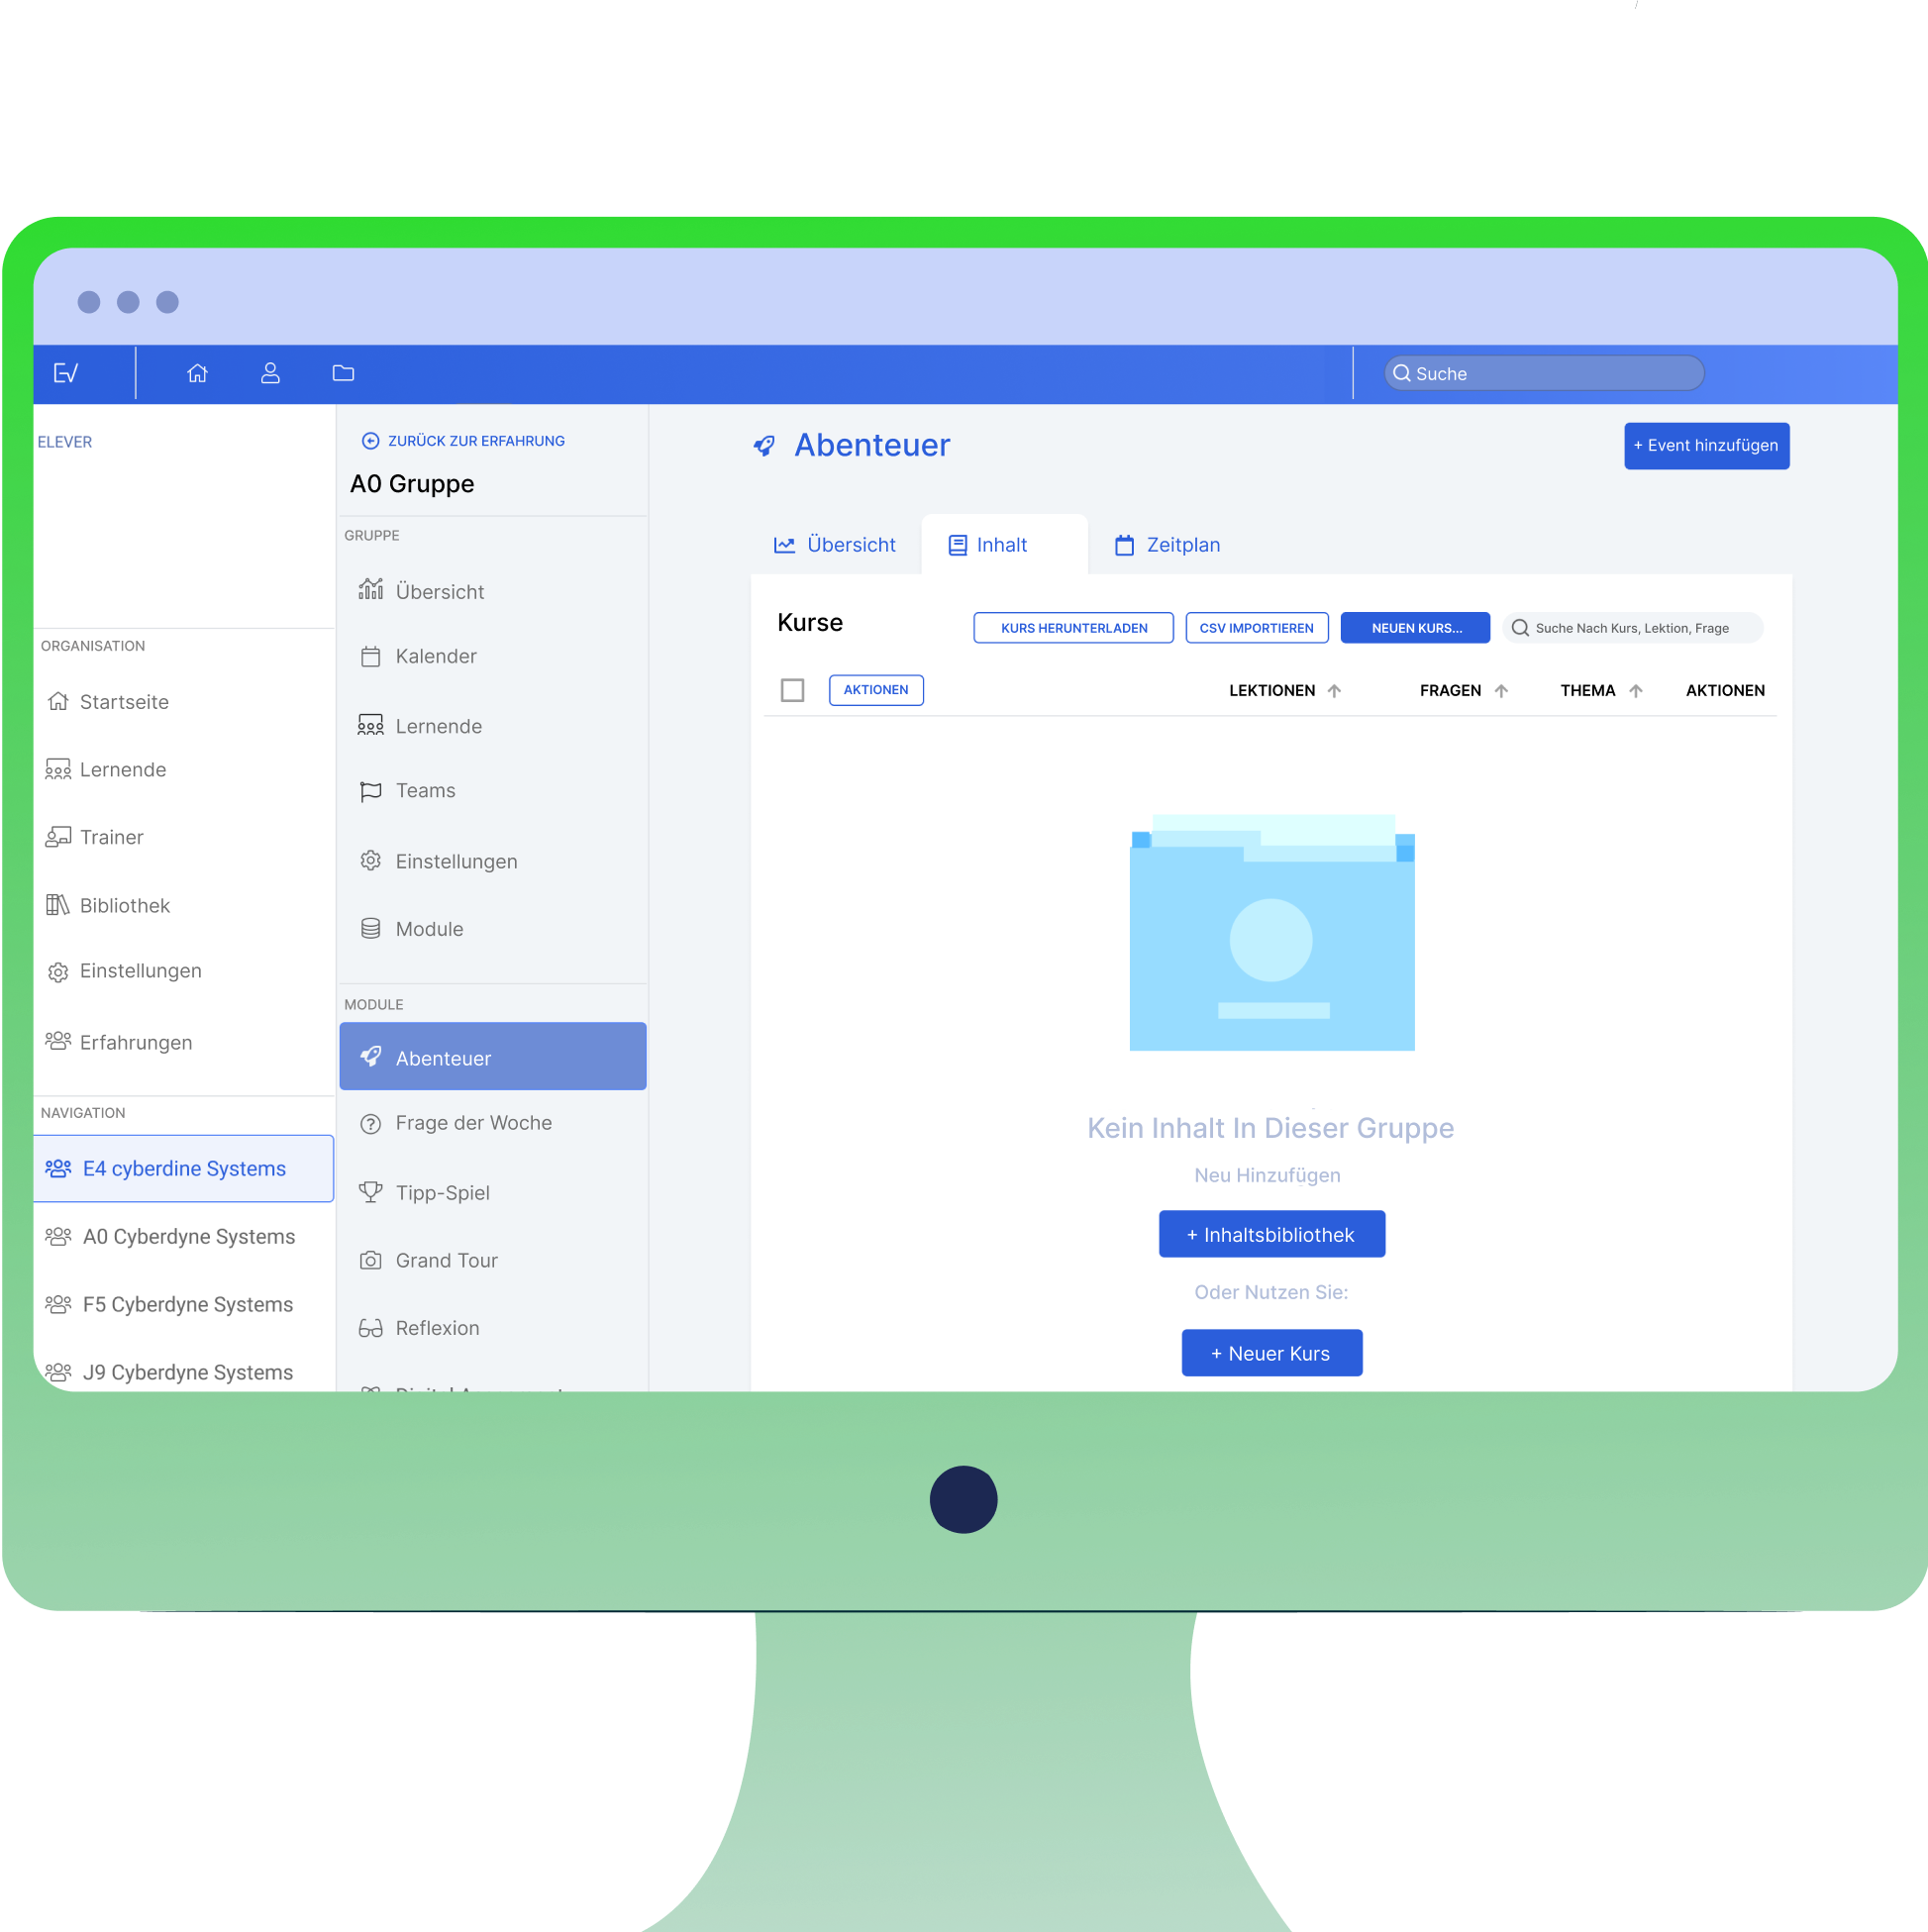 EV
Suche
ELEVER
ORGANISATION
Startseite
Lernende
Trainer
Bibliothek
Einstellungen
Erfahrungen
NAVIGATION
E4 cyberdine Systems
A0 Cyberdyne Systems
F5 Cyberdyne Systems
J9 Cyberdyne Systems
ZURÜCK ZUR ERFAHRUNG
A0 Gruppe
GRUPPE
Übersicht
Kalender
Lernende
Teams
Einstellungen
Module
MODULE
Abenteuer
Frage der Woche
Tipp-Spiel
Grand Tour
Reflexion
Abenteuer
+ Event hinzufügen
Übersicht
Inhalt
Zeitplan
Kurse
KURS HERUNTERLADEN
CSV IMPORTIEREN
NEUEN KURS...
Suche Nach Kurs, Lektion, Frage
AKTIONEN
LEKTIONEN
FRAGEN
THEMA
AKTIONEN
Kein Inhalt In Dieser Gruppe
Neu Hinzufügen
+ Inhaltsbibliothek
Oder Nutzen Sie:
+ Neuer Kurs